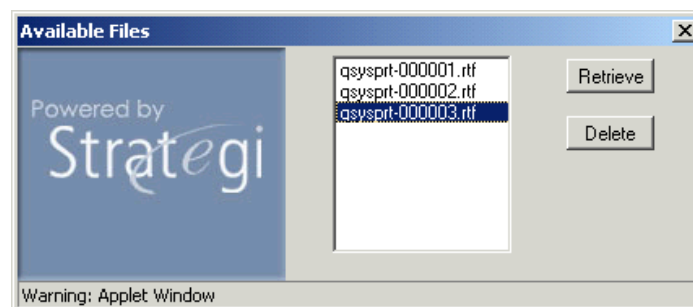 Available Files
Powered by
Strategi
qsysprt-000001.rtf
qsysprt-000002.rtf
qsysprt-000003.rtf
Retrieve
Delete
Warning: Applet Window